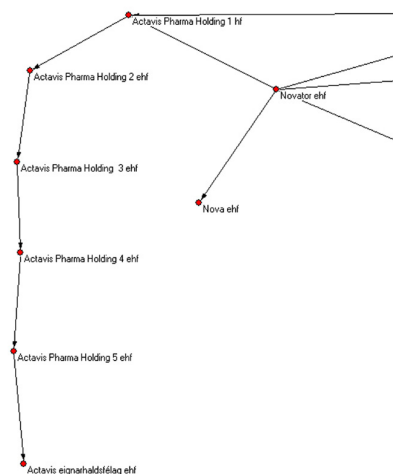 Actavis Pharma Holding 1 hf
Actavis Pharma Holding 2 ehf
Novator ehf
Actavis Pharma Holding 3 ehf
Nova ehf
Actavis Pharma Holding 4 ehf
Actavis Pharma Holding 5 ehf
Actavis eignarhaldsfélag ehf